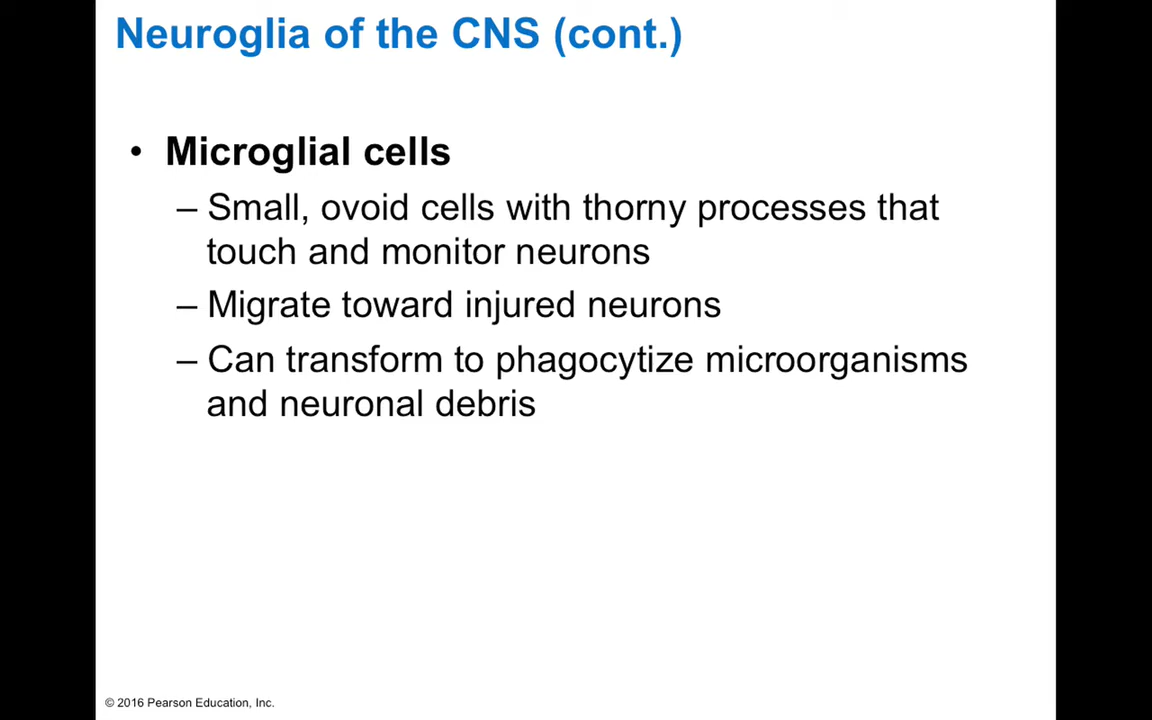 Neuroglia of the CNS (cont.)
• Microglial cells
– Small, ovoid cells with thorny processes that
touch and monitor neurons
– Migrate toward injured neurons
– Can transform to phagocytize microorganisms
and neuronal debris
© 2016 Pearson Education, Inc.